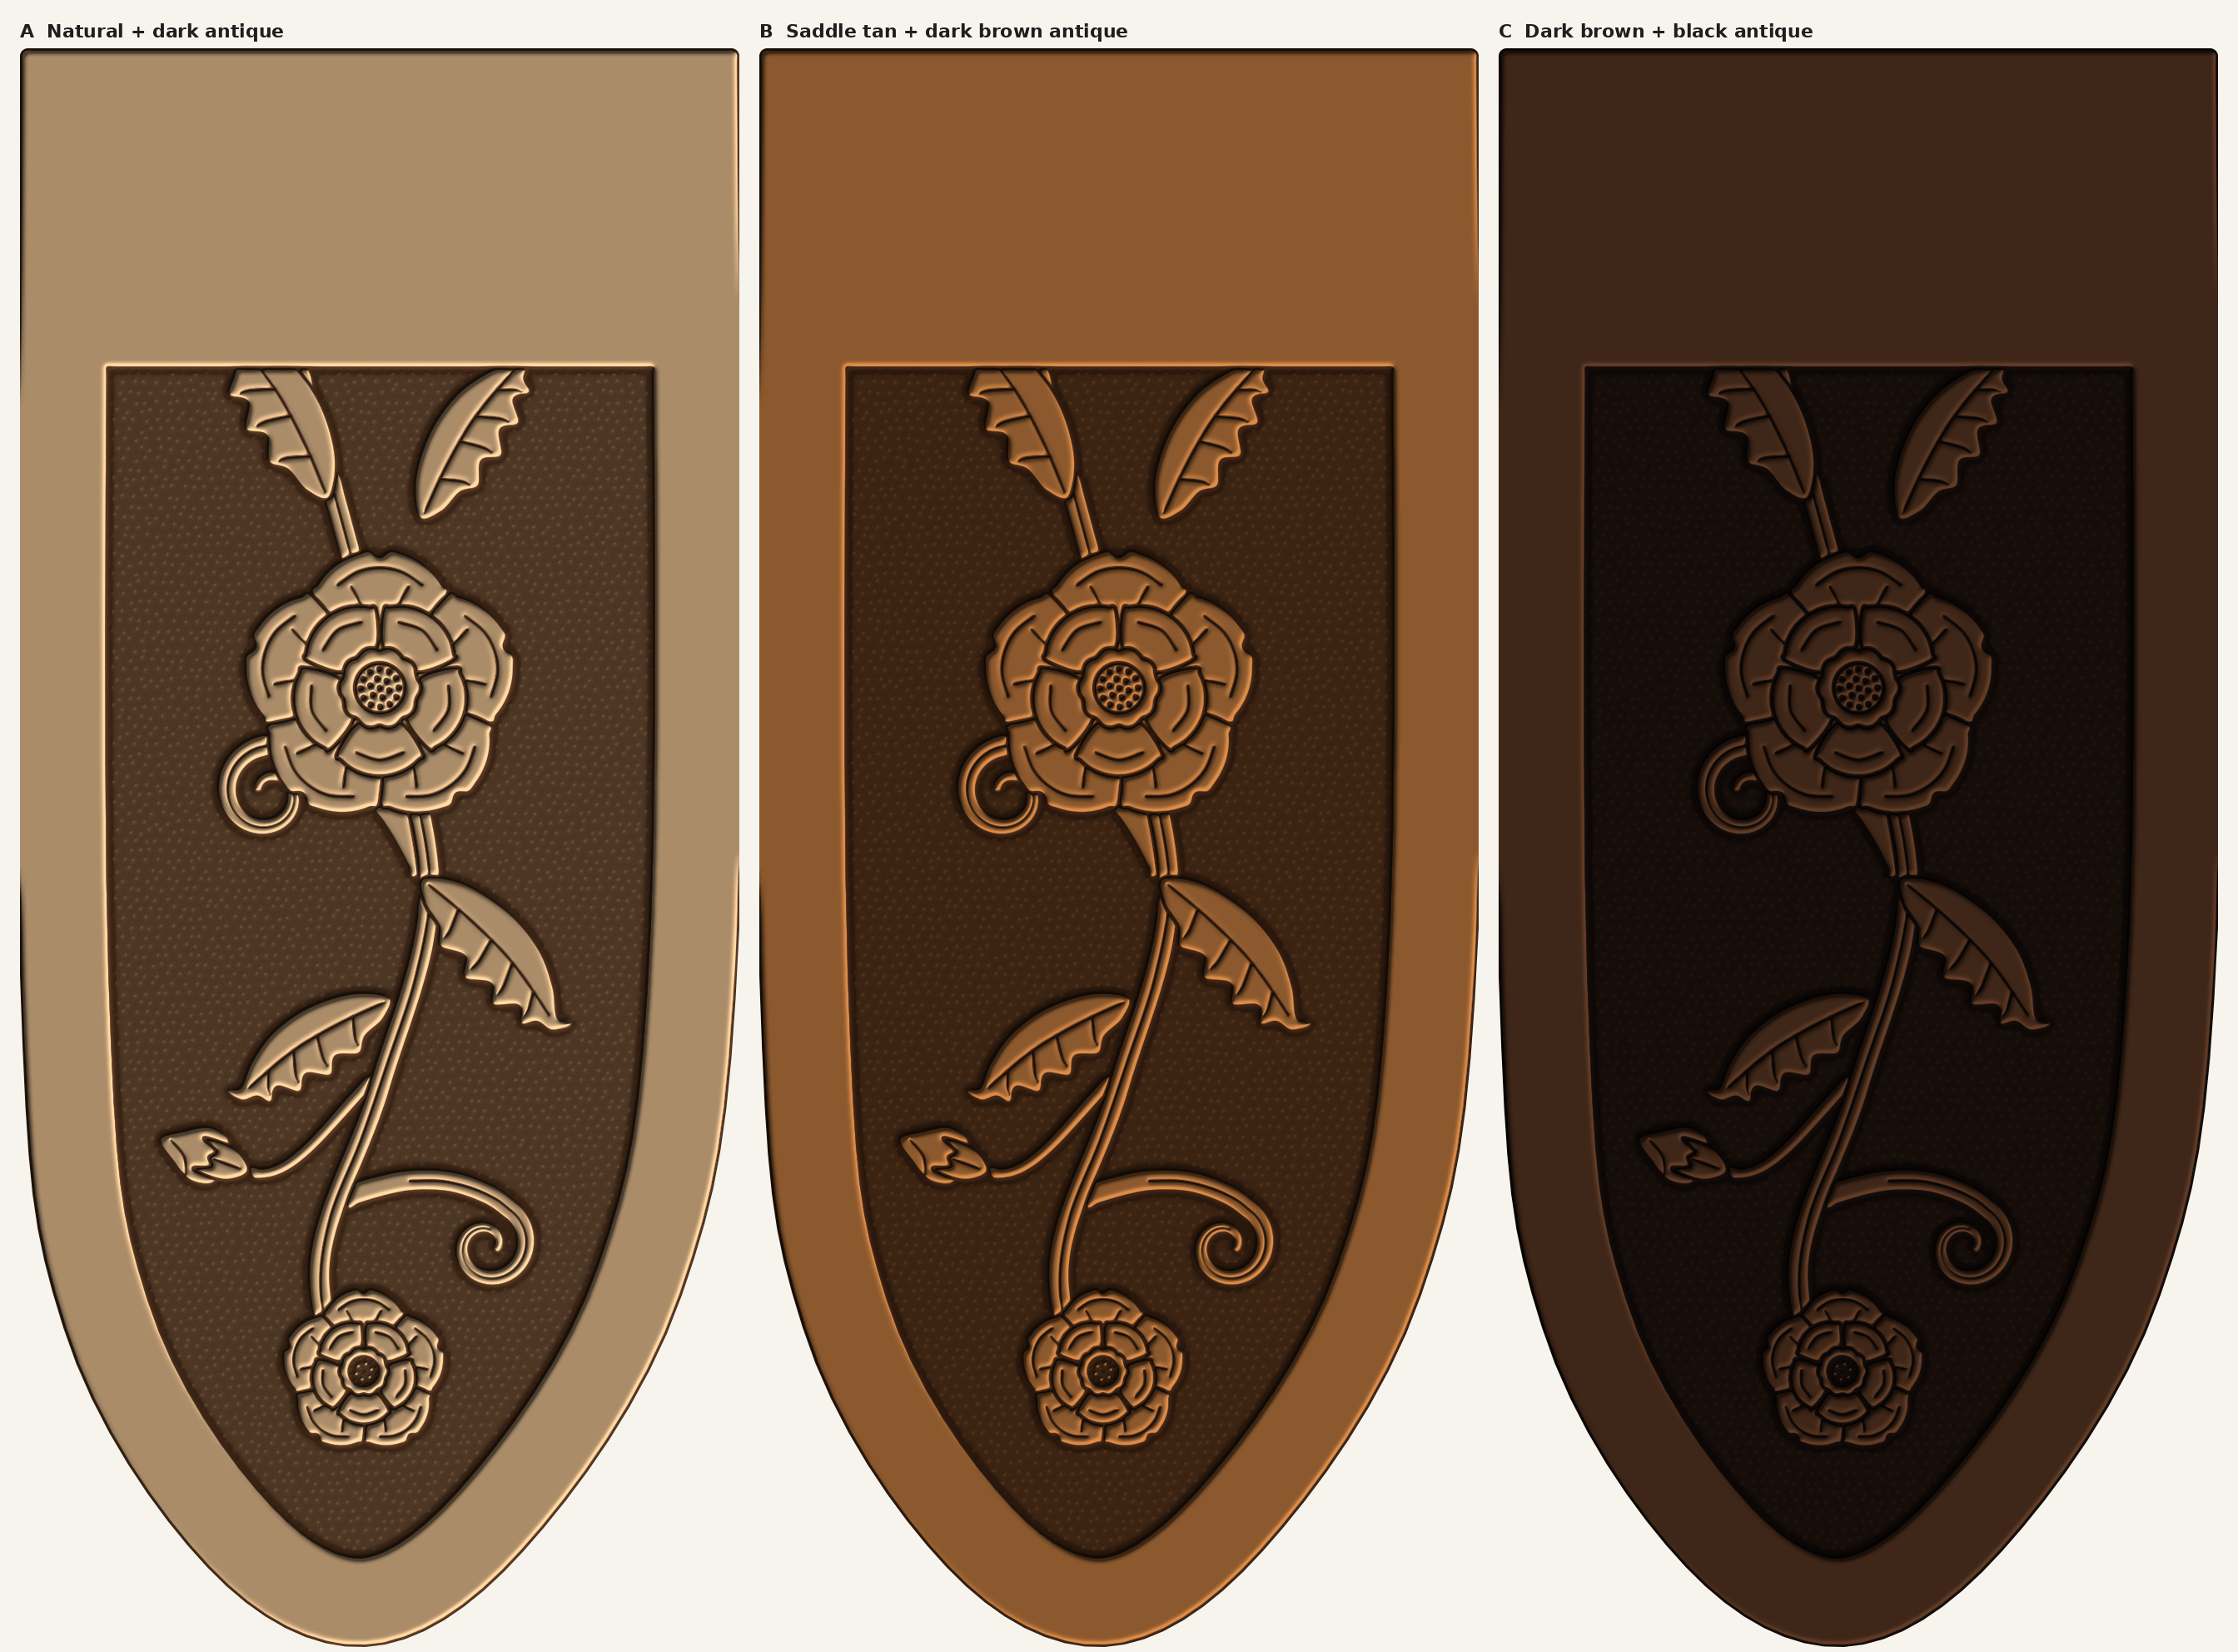 A  Natural + dark antique
B  Saddle tan + dark brown antique
C  Dark brown + black antique